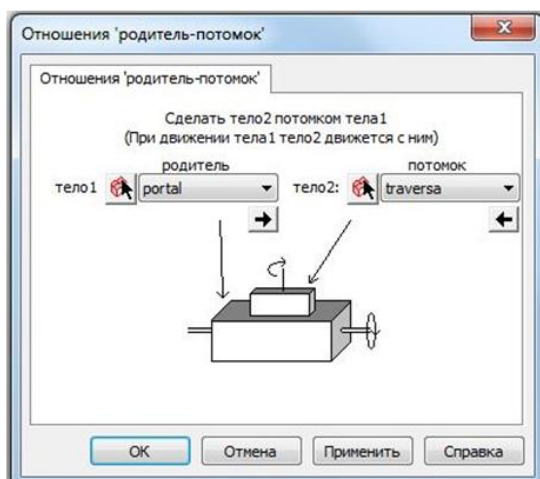 Отношения 'родитель-потомок'
Отношения 'родитель-потомок'
Сделать тело2 потомком тела1
(При движении тела1 тело2 движется с ним)
родитель потомок
тело1 portal тело2: traversa
ОК Отмена Применить Справка